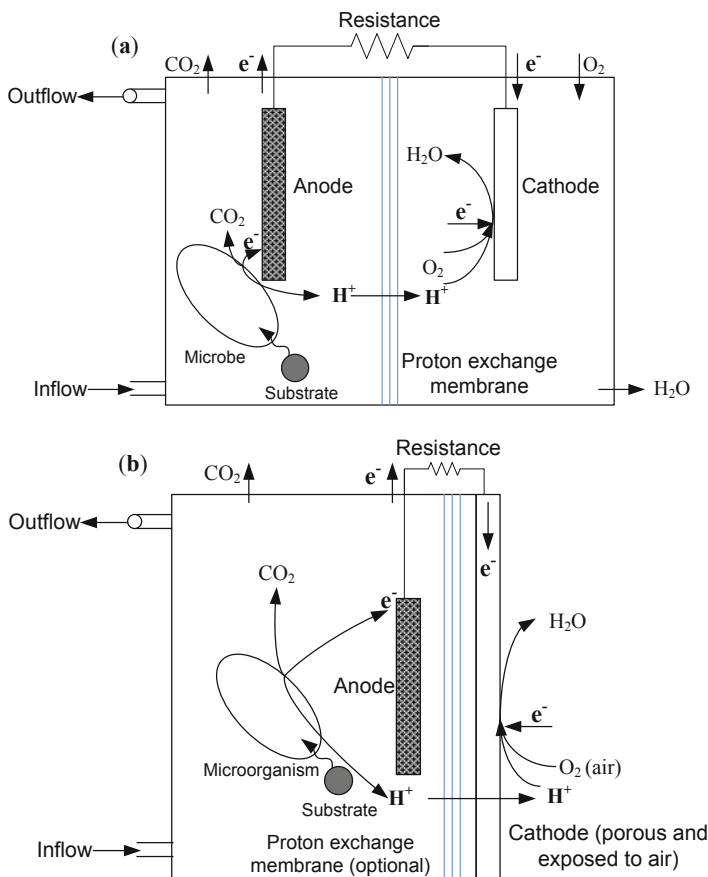 Resistance
(a)
CO₂
e⁻
e⁻
O₂
Outflow
H₂O
Anode
Cathode
CO₂
e⁻
e⁻
O₂
H⁺
H⁺
Microbe
Substrate
Proton exchange
membrane
Inflow
H₂O
Resistance
(b)
CO₂
e⁻
Outflow
e⁻
CO₂
e⁻
H₂O
Anode
e⁻
Microorganism
O₂ (air)
Substrate
H⁺
H⁺
Inflow
Proton exchange
membrane (optional)
Cathode (porous and
exposed to air)